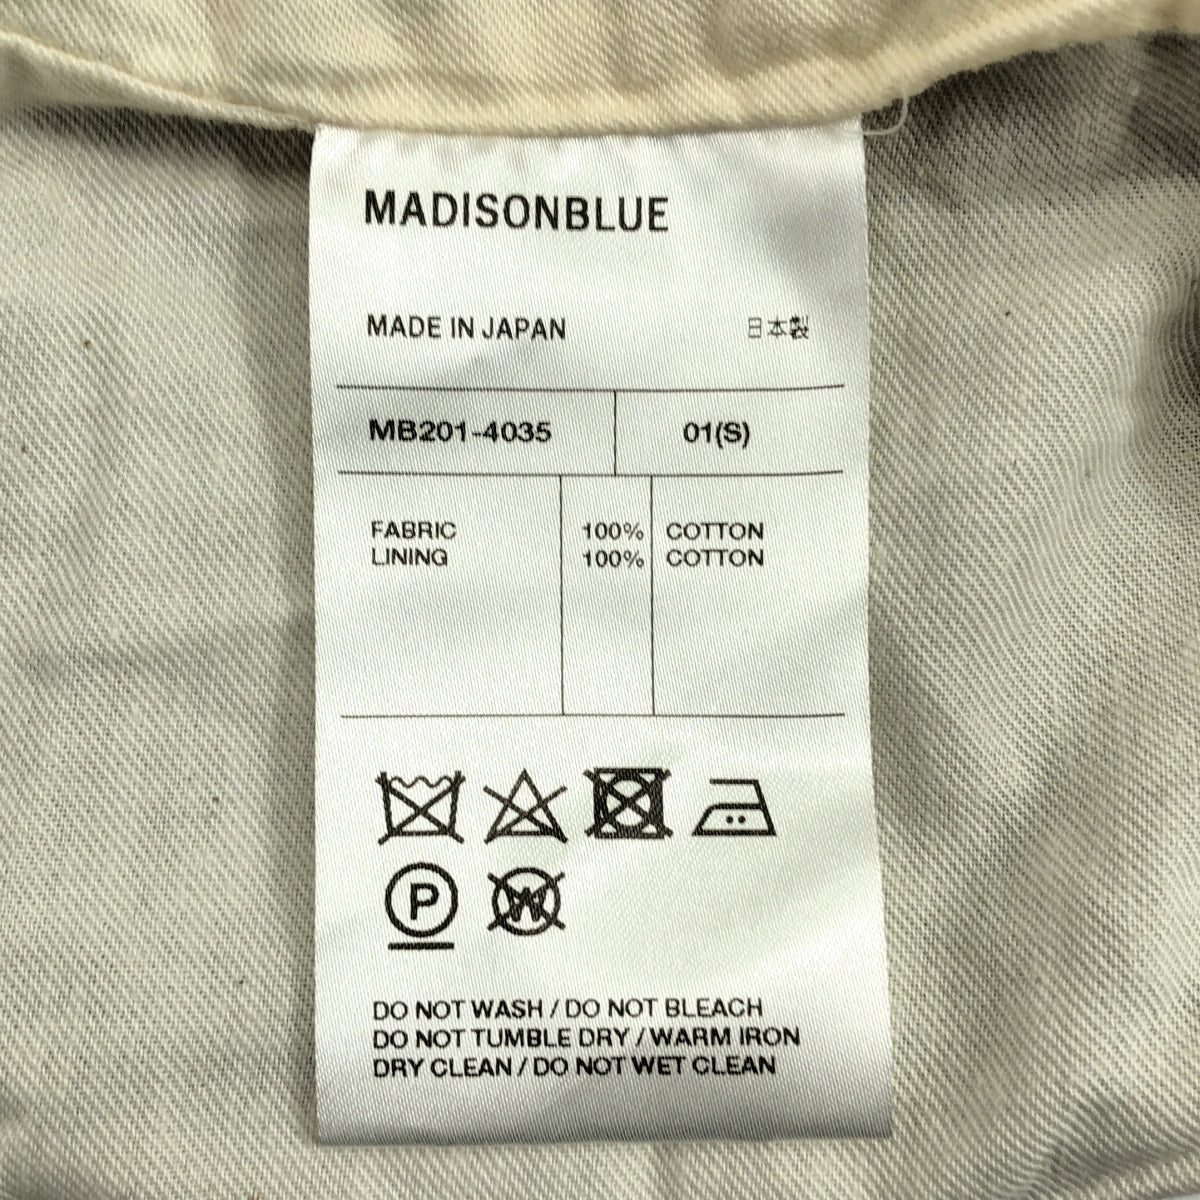 MADISONBLUE
MADE IN JAPAN 日本製
MB201-4035 01(S)
FABRIC 100% COTTON
LINING 100% COTTON
P W
DO NOT WASH / DO NOT BLEACH
DO NOT TUMBLE DRY / WARM IRON
DRY CLEAN / DO NOT WET CLEAN